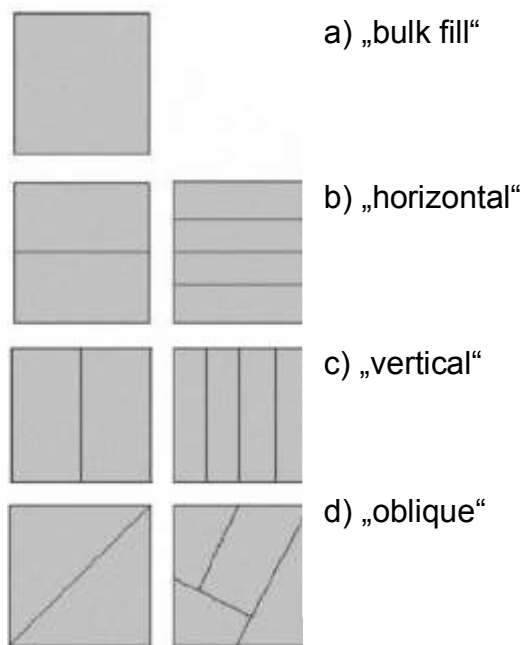 a) „bulk fill“
b) „horizontal“
c) „vertical“
d) „oblique“